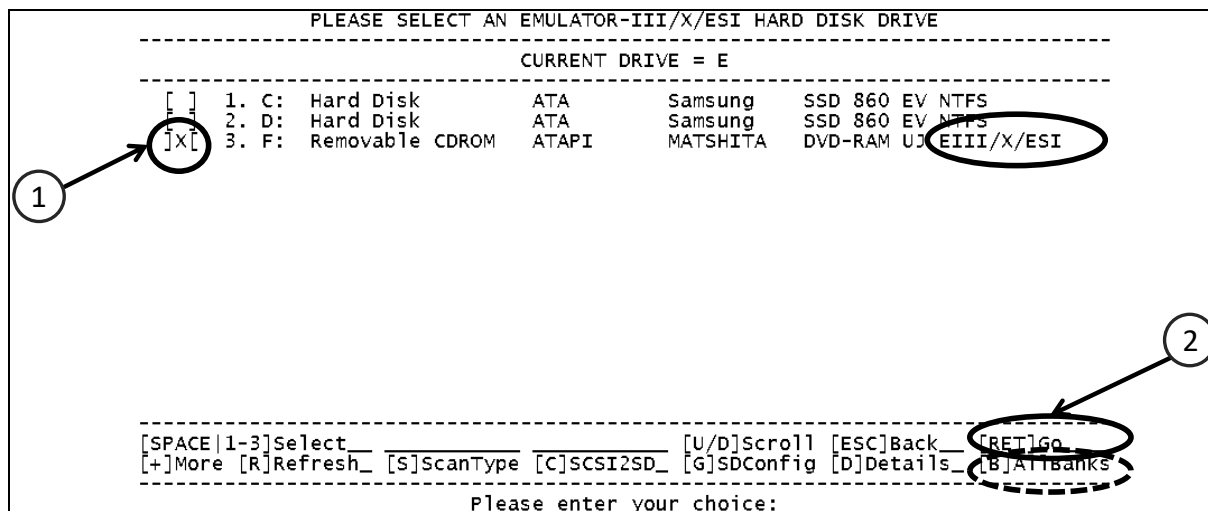 PLEASE SELECT AN EMULATOR-III/X/ESI HARD DISK DRIVE
CURRENT DRIVE = E
[ ] 1. C: Hard Disk ATA Samsung SSD 860 EV NTFS
[ ] 2. D: Hard Disk ATA Samsung SSD 860 EV NTFS
]X[ 3. F: Removable CDROM ATAPI MATSHITA DVD-RAM UJ EIII/X/ESI
1
2
[SPACE|1-3]Select_ ___________ ___________ [U/D]Scroll [ESC]Back__ [RET]Go__
[+]More [R]Refresh_ [S]ScanType [C]SCSI2SD_ [G]SDConfig [D]Details_ [B]AllBanks
Please enter your choice: